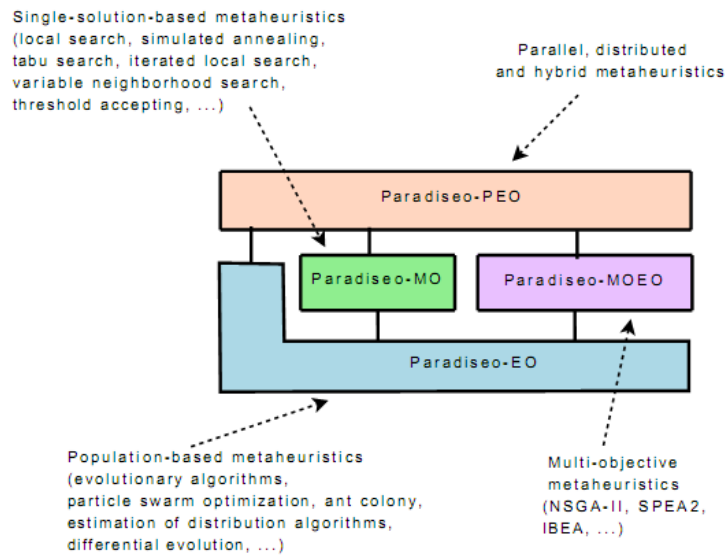 Single-solution-based metaheuristics
(local search, simulated annealing,
tabu search, iterated local search,
variable neighborhood search,
threshold accepting, ...)
Parallel, distributed
and hybrid metaheuristics
Paradiseo-PEO
Paradiseo-MO
Paradiseo-MOEO
Paradiseo-EO
Population-based metaheuristics
(evolutionary algorithms,
particle swarm optimization, ant colony,
estimation of distribution algorithms,
differential evolution, ...)
Multi-objective
metaheuristics
(NSGA-II, SPEA2,
IBEA, ...)